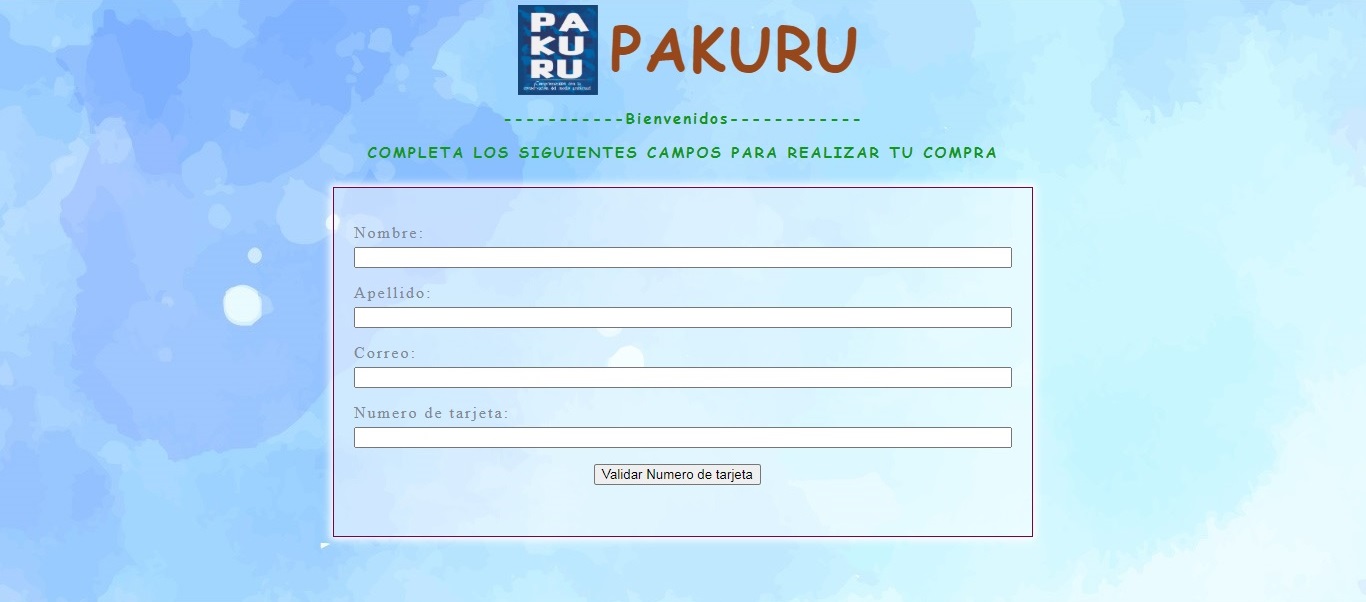 PA
KU
RU
PAKURU
-----------Bienvenidos------------
COMPLETA LOS SIGUIENTES CAMPOS PARA REALIZAR TU COMPRA
Nombre:
Apellido:
Correo:
Numero de tarjeta:
Validar Numero de tarjeta